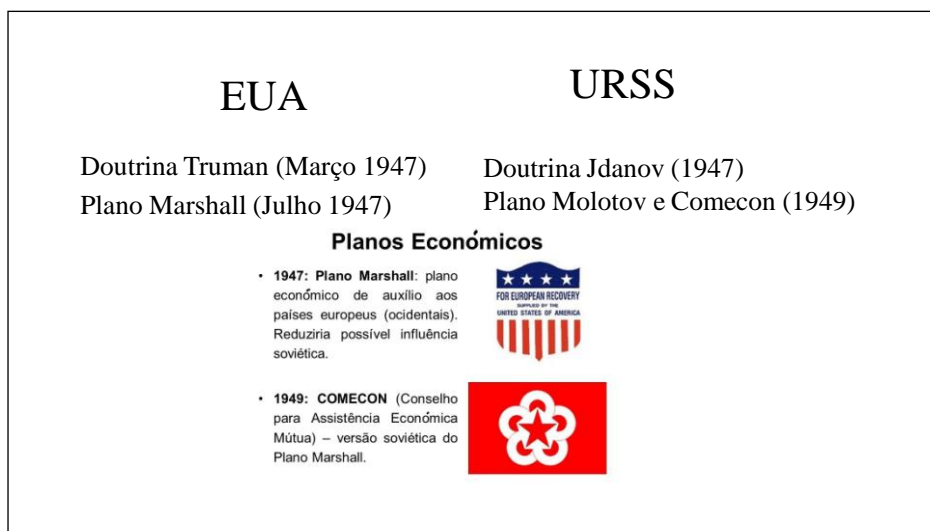 EUA
URSS
Doutrina Truman (Março 1947)
Plano Marshall (Julho 1947)
Doutrina Jdanov (1947)
Plano Molotov e Comecon (1949)
Planos Económicos
• 1947: Plano Marshall: plano
económico de auxílio aos
países europeus (ocidentais).
Reduziria possível influência
soviética.
FOR EUROPEAN RECOVERY
SUPPLIED BY THE
UNITED STATES OF AMERICA
• 1949: COMECON (Conselho
para Assistência Económica
Mútua) – versão soviética do
Plano Marshall.